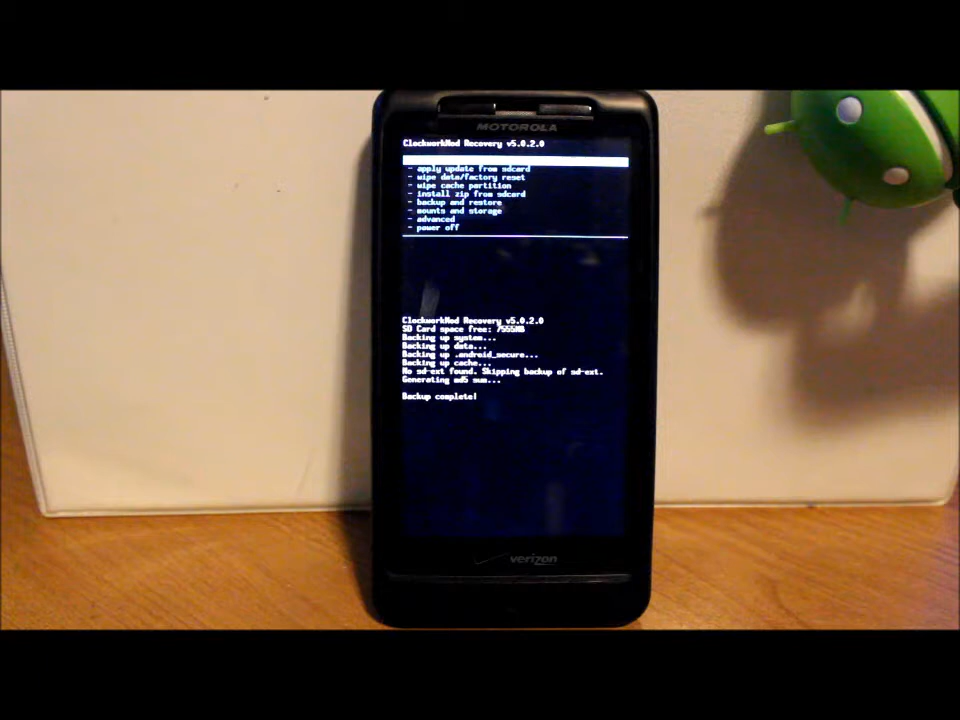 MOTOROLA
ClockworkMod Recovery v5.0.2.0
- apply update from sdcard
- wipe data/factory reset
- wipe cache partition
- install zip from sdcard
- backup and restore
- mounts and storage
- advanced
- power off
ClockworkMod Recovery v5.0.2.0
SD Card space free: 7555MB
Backing up system...
Backing up data...
Backing up .android_secure...
Backing up cache...
No sd-ext found. Skipping backup of sd-ext.
Generating md5 sum...
Backup complete!
verizon